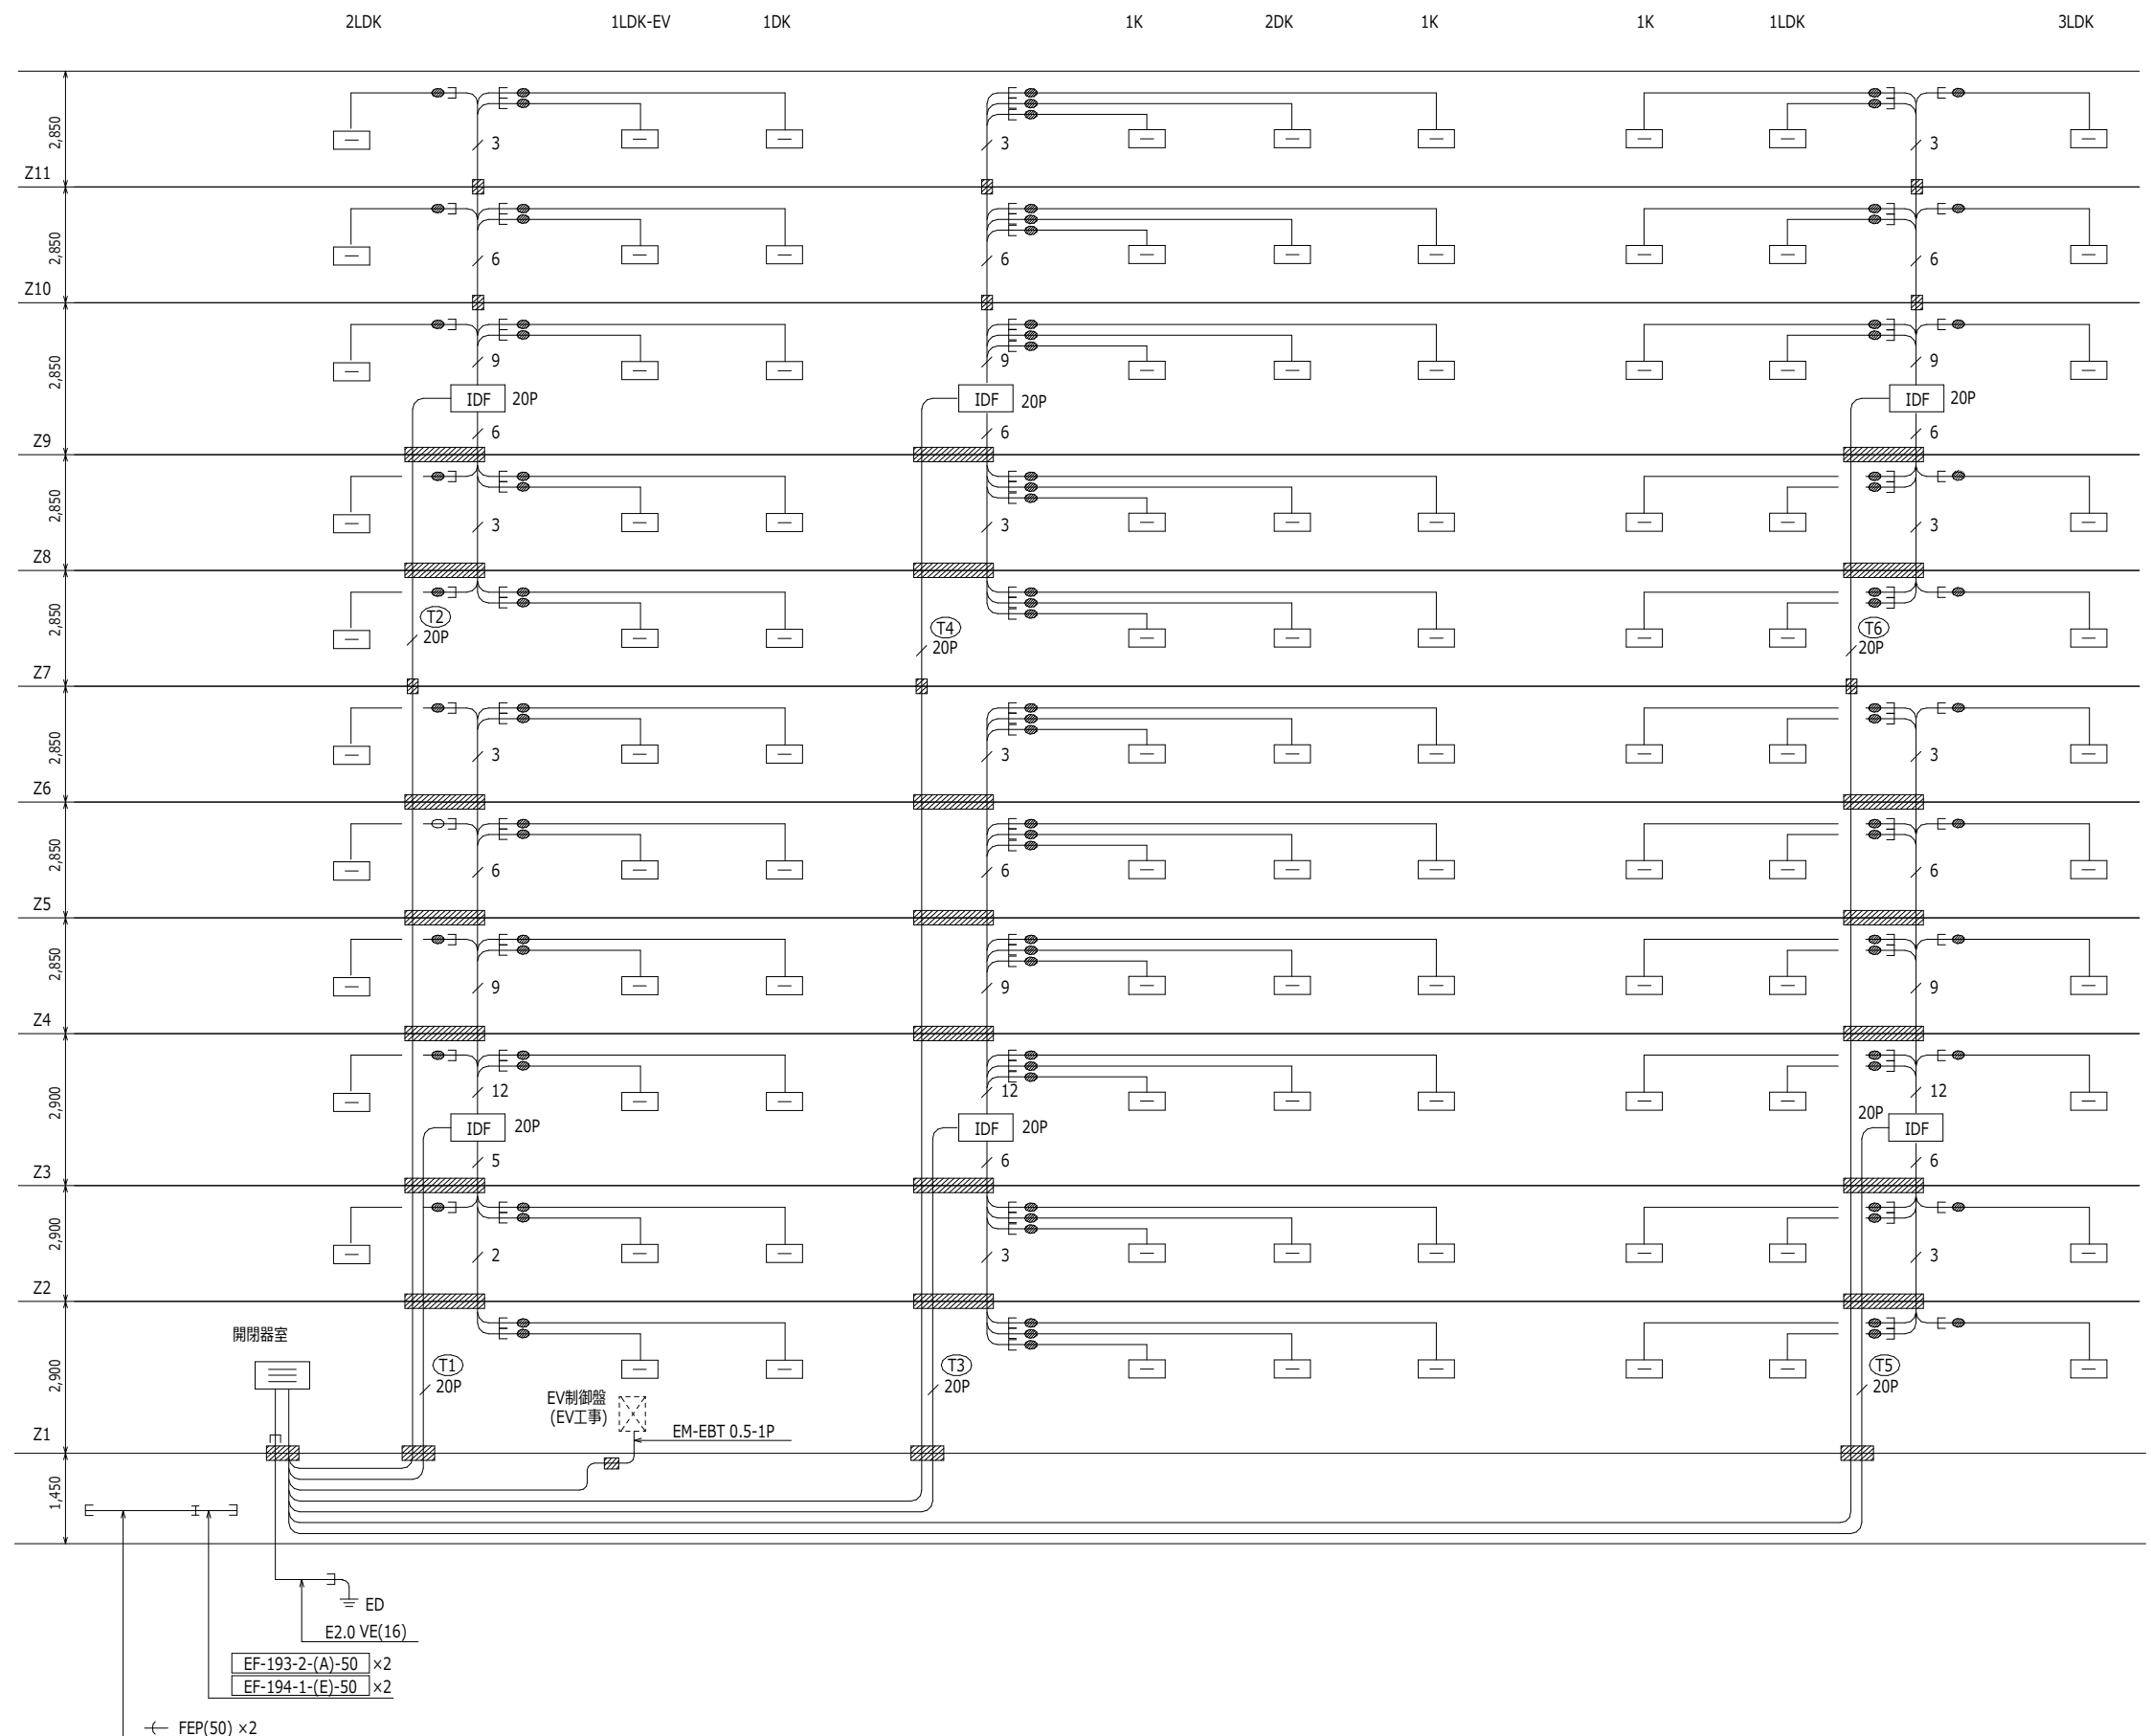 2LDK 1LDK-EV 1DK 1K 2DK 1K 1K 1LDK 3LDK
2,850
3 3 3
Z11
2,850
6 6 6
Z10
2,850
9 9 9
IDF 20P IDF 20P IDF 20P
6 6 6
Z9
2,850
3 3 3
Z8
2,850
T2 T4 T6
20P 20P 20P
Z7
2,850
3 3 3
Z6
2,850
6 6 6
Z5
2,850
9 9 9
Z4
2,900
12 12 12
IDF 20P IDF 20P 20P IDF
5 6 6
Z3
2,900
2 3 3
Z2
開閉器室
2,900
T1 T3 T5
20P 20P 20P
EV制御盤
(EV工事)
EM-EBT 0.5-1P
Z1
1,450
ED
E2.0 VE(16)
EF-193-2-(A)-50 ×2
EF-194-1-(E)-50 ×2
FEP(50) ×2